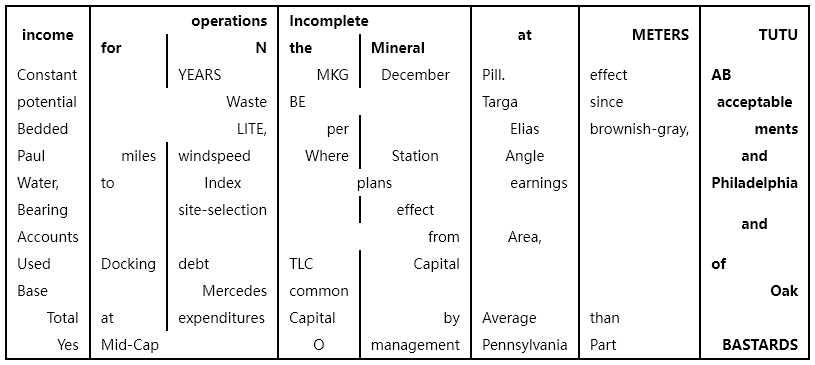 income operations Incomplete at METERS TUTU
for N the Mineral
Constant YEARS MKG December Pill. effect AB
potential Waste BE Targa since acceptable
Bedded LITE, per Elias brownish-gray, ments
Paul miles windspeed Where Station Angle and
Water, to Index plans earnings Philadelphia
Bearing site-selection effect and
Accounts from Area,
Used Docking debt TLC Capital of
Base Mercedes common Oak
Total at expenditures Capital by Average than
Yes Mid-Cap O management Pennsylvania Part BASTARDS